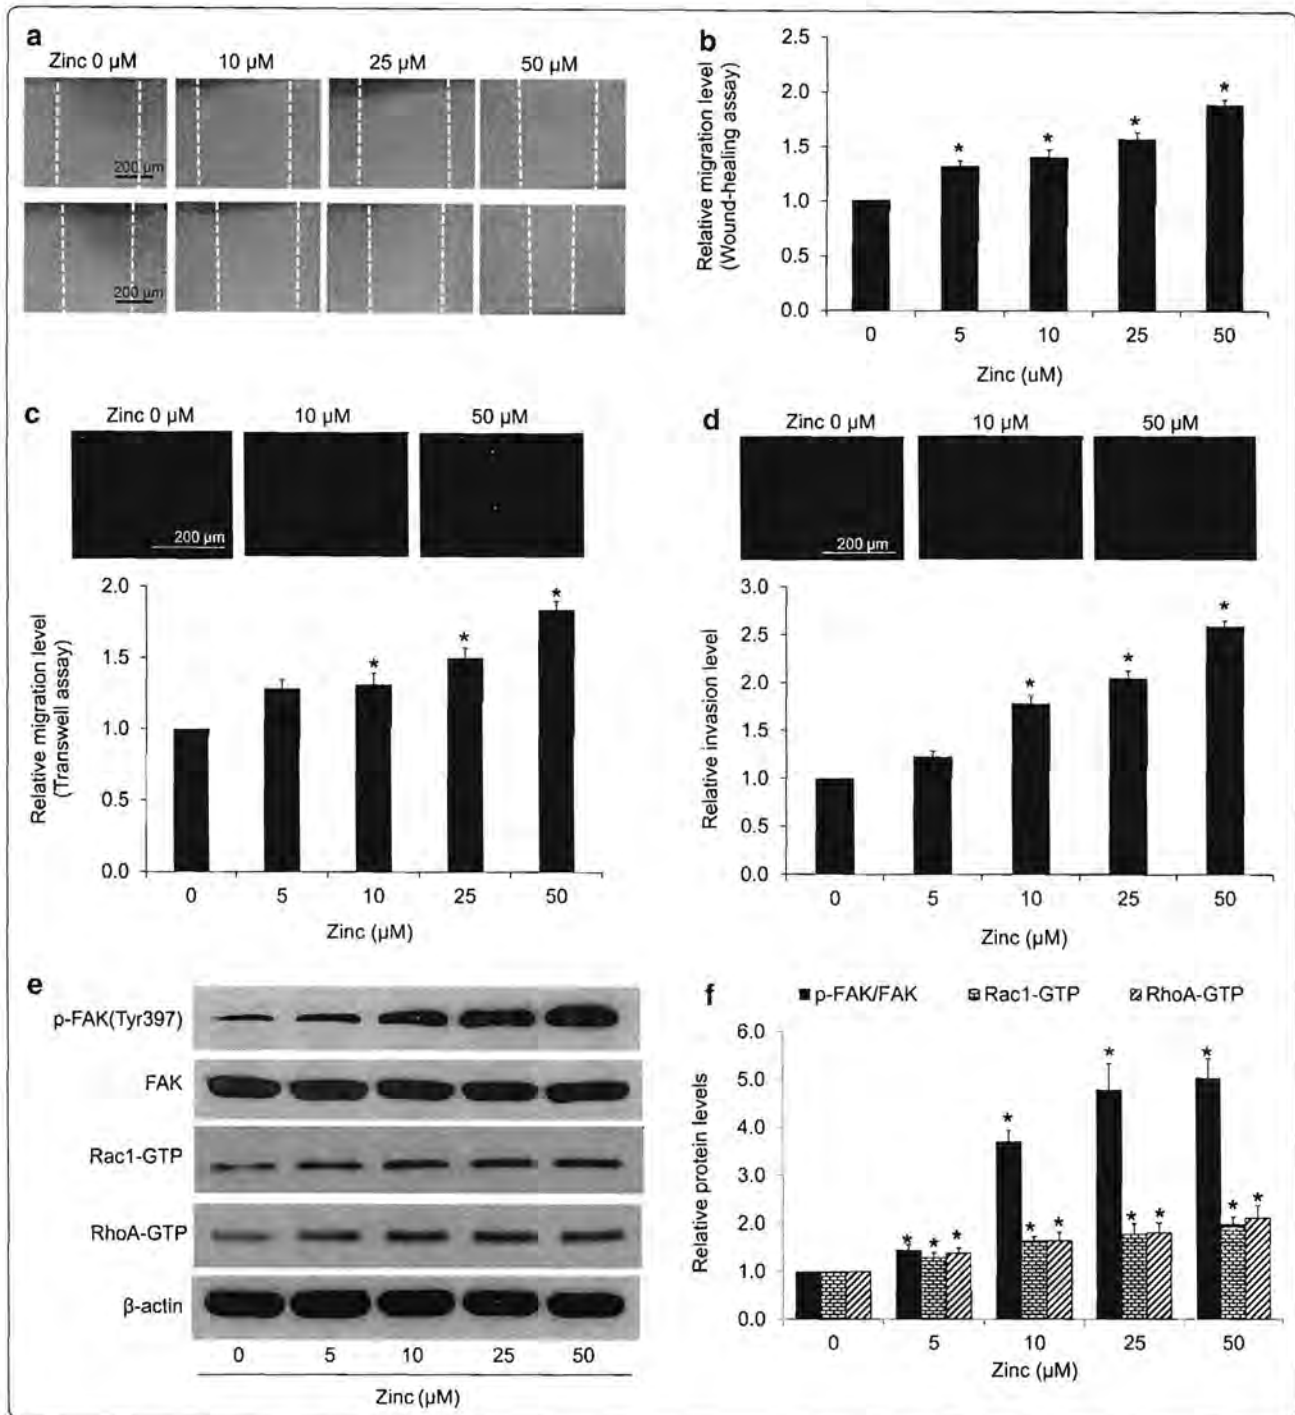 a
Zinc 0 µM 10 µM 25 µM 50 µM
200 µm
200 µm
b
2.5
2.0
1.5
1.0
0.5
0.0
Relative migration level
(Wound-healing assay)
* * * *
0 5 10 25 50
Zinc (uM)
c
Zinc 0 µM 10 µM 50 µM
200 µm
2.0
1.5
1.0
0.5
0.0
Relative migration level
(Transwell assay)
* * *
0 5 10 25 50
Zinc (µM)
d
Zinc 0 µM 10 µM 50 µM
200 µm
3.0
2.5
2.0
1.5
1.0
0.5
0.0
Relative invasion level
* * *
0 5 10 25 50
Zinc (µM)
e
p-FAK(Tyr397)
FAK
Rac1-GTP
RhoA-GTP
β-actin
0 5 10 25 50
Zinc (µM)
f
p-FAK/FAK Rac1-GTP RhoA-GTP
6.0
5.0
4.0
3.0
2.0
1.0
0.0
Relative protein levels
* * * * * * * * * * * *
0 5 10 25 50
Zinc (µM)